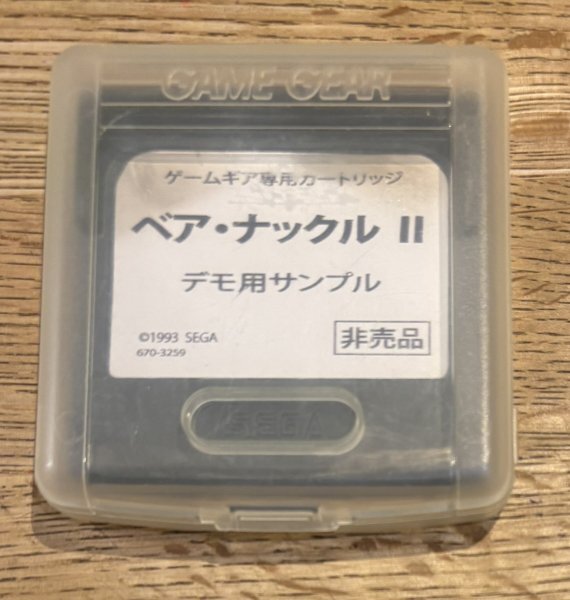 GAME GEAR
ゲームギア専用カートリッジ
ベア・ナックル II
デモ用サンプル
©1993 SEGA
670-3259
非売品
SEGA